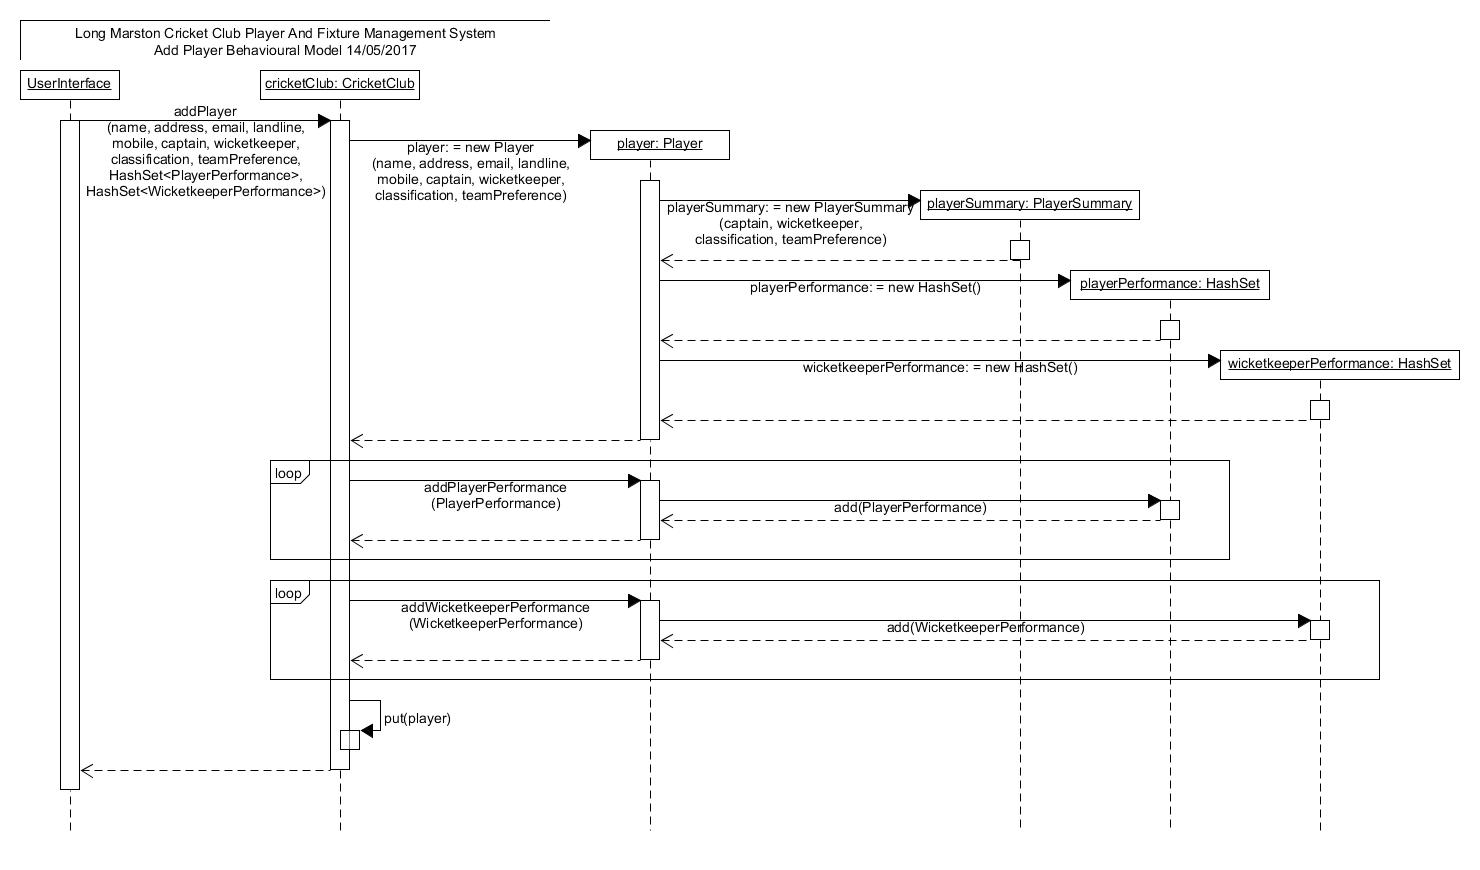 Long Marston Cricket Club Player And Fixture Management System
Add Player Behavioural Model 14/05/2017
UserInterface
cricketClub: CricketClub
addPlayer
(name, address, email, landline,
mobile, captain, wicketkeeper,
classification, teamPreference,
HashSet<PlayerPerformance>,
HashSet<WicketkeeperPerformance>)
player: = new Player
(name, address, email, landline,
mobile, captain, wicketkeeper,
classification, teamPreference)
player: Player
playerSummary: = new PlayerSummary
(captain, wicketkeeper,
classification, teamPreference)
playerSummary: PlayerSummary
playerPerformance: = new HashSet()
playerPerformance: HashSet
wicketkeeperPerformance: = new HashSet()
wicketkeeperPerformance: HashSet
loop
addPlayerPerformance
(PlayerPerformance)
add(PlayerPerformance)
loop
addWicketkeeperPerformance
(WicketkeeperPerformance)
add(WicketkeeperPerformance)
put(player)